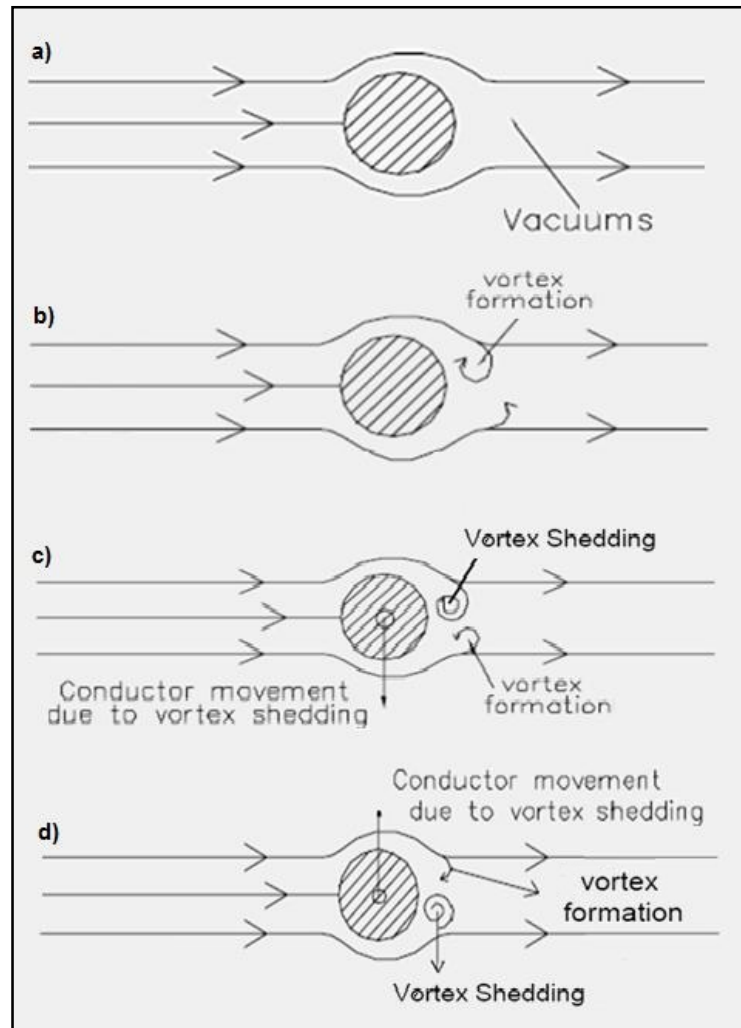 a)
Vacuums
vortex
formation
b)
c)
Vortex Shedding
Conductor movement
due to vortex shedding
vortex
formation
Conductor movement
due to vortex shedding
d)
vortex
formation
Vortex Shedding